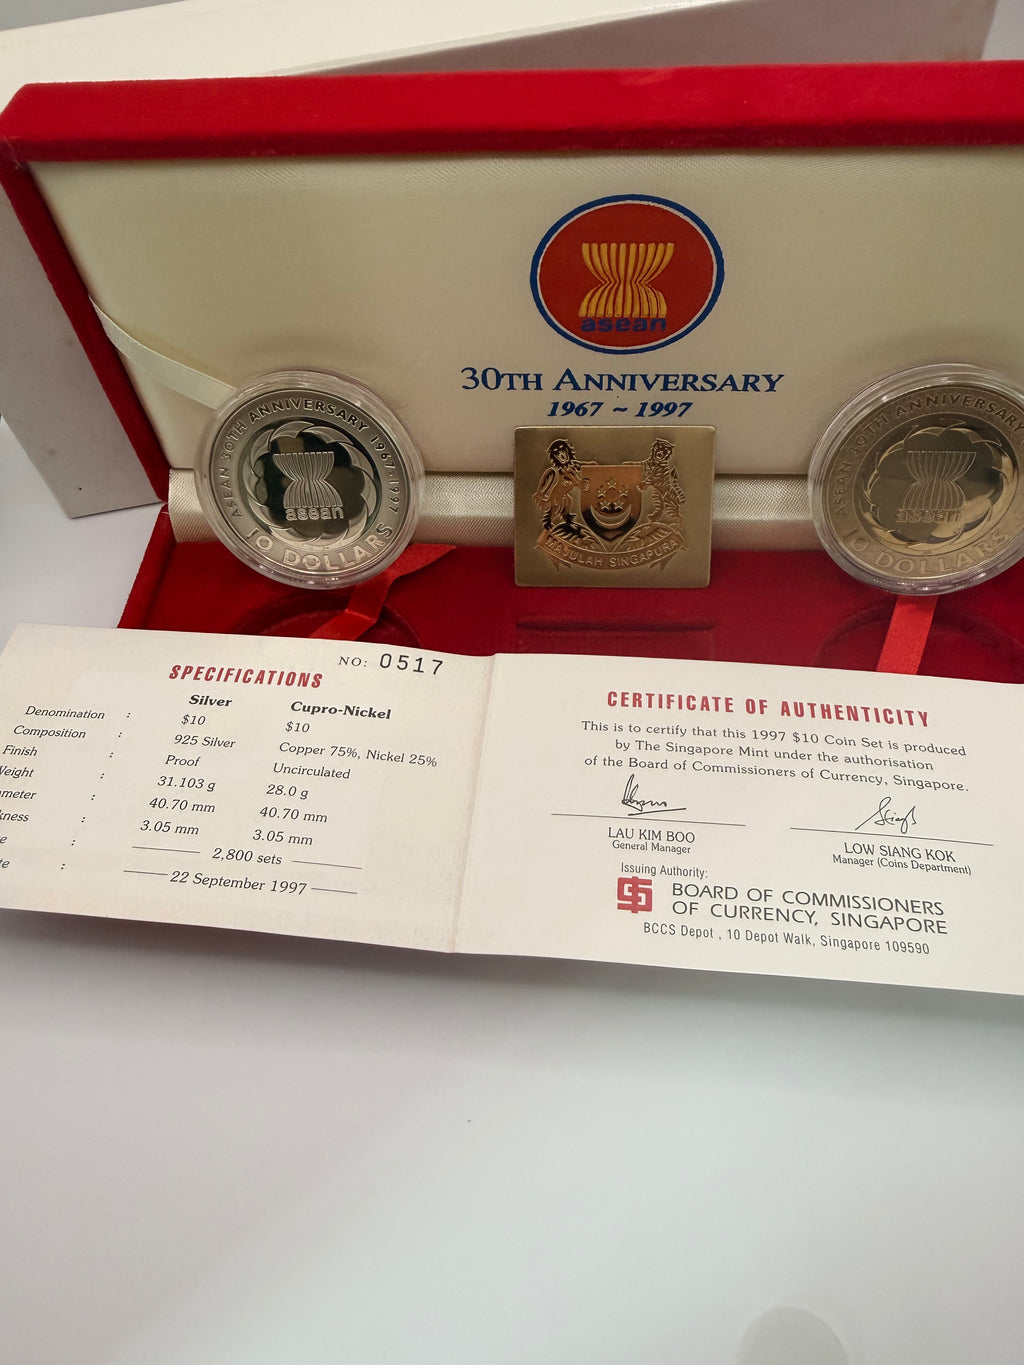 asean
30TH ANNIVERSARY
1967 ~ 1997
ASEAN 30TH ANNIVERSARY 1967-1997
asean
10 DOLLARS
MAJULAH SINGAPURA
ASEAN 30TH ANNIVERSARY
asean
10 DOLLARS
NO: 0517
SPECIFICATIONS
Silver Cupro-Nickel
Denomination : $10 $10
Composition : 925 Silver Copper 75%, Nickel 25%
Finish : Proof Uncirculated
Weight : 31.103 g 28.0 g
meter : 40.70 mm 40.70 mm
kness : 3.05 mm 3.05 mm
e : 2,800 sets
te : 22 September 1997
CERTIFICATE OF AUTHENTICITY
This is to certify that this 1997 $10 Coin Set is produced
by The Singapore Mint under the authorisation
of the Board of Commissioners of Currency, Singapore.
LAU KIM BOO
General Manager
LOW SIANG KOK
Manager (Coins Department)
Issuing Authority:
BOARD OF COMMISSIONERS
OF CURRENCY, SINGAPORE
BCCS Depot , 10 Depot Walk, Singapore 109590